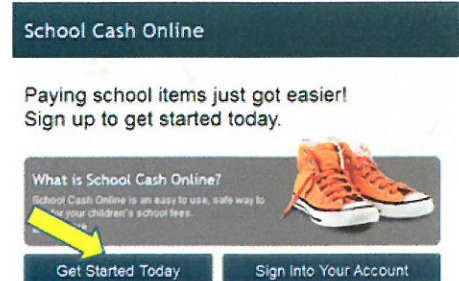 School Cash Online
Paying school items just got easier!
Sign up to get started today.
What is School Cash Online?
School Cash Online is an easy to use, safe way to
for your children's school fees.
Get Started Today
Sign Into Your Account